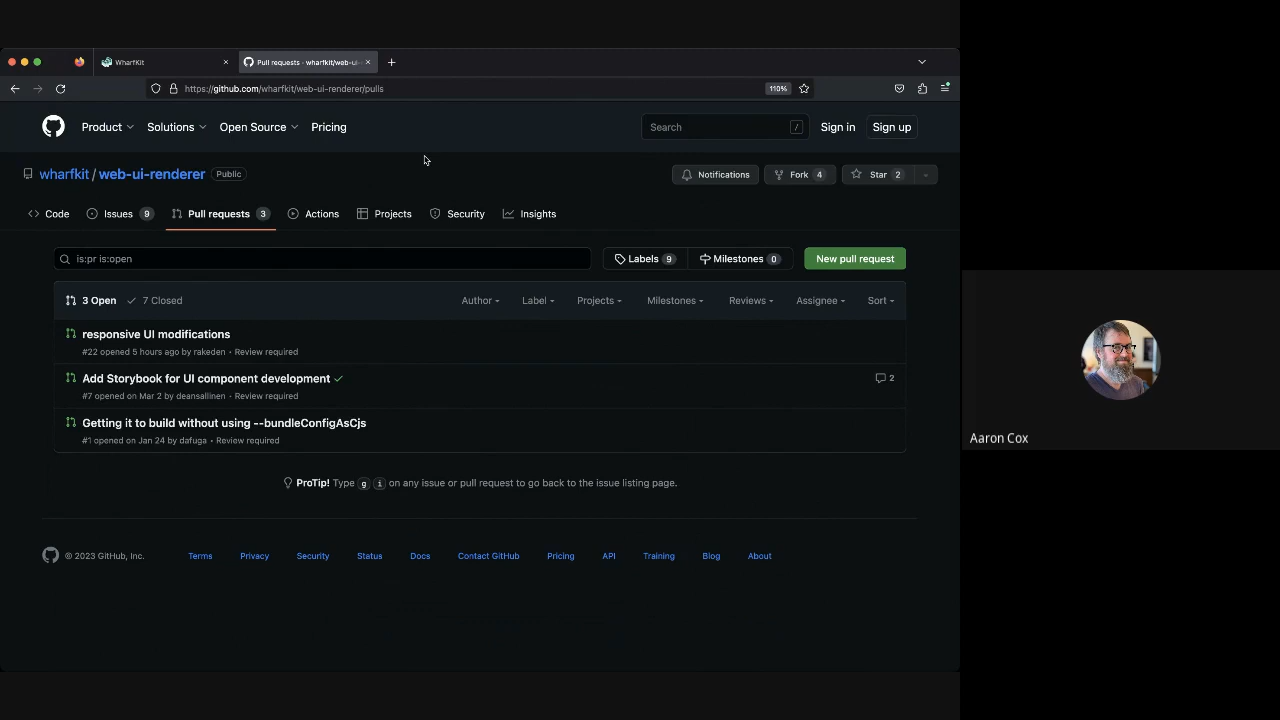 WharfKit
Pull requests · wharfkit/web-ui-
https://github.com/wharfkit/web-ui-renderer/pulls
110%
Product Solutions Open Source Pricing Search / Sign in Sign up
wharfkit / web-ui-renderer Public Notifications Fork 4 Star 2
Code Issues 9 Pull requests 3 Actions Projects Security Insights
is:pr is:open Labels 9 Milestones 0 New pull request
3 Open 7 Closed Author Label Projects Milestones Reviews Assignee Sort
responsive UI modifications
#22 opened 5 hours ago by rakeden • Review required
Add Storybook for UI component development
2
#7 opened on Mar 2 by deansallinen • Review required
Getting it to build without using --bundleConfigAsCjs
#1 opened on Jan 24 by dafuga • Review required
ProTip! Type g i on any issue or pull request to go back to the issue listing page.
© 2023 GitHub, Inc. Terms Privacy Security Status Docs Contact GitHub Pricing API Training Blog About
Aaron Cox